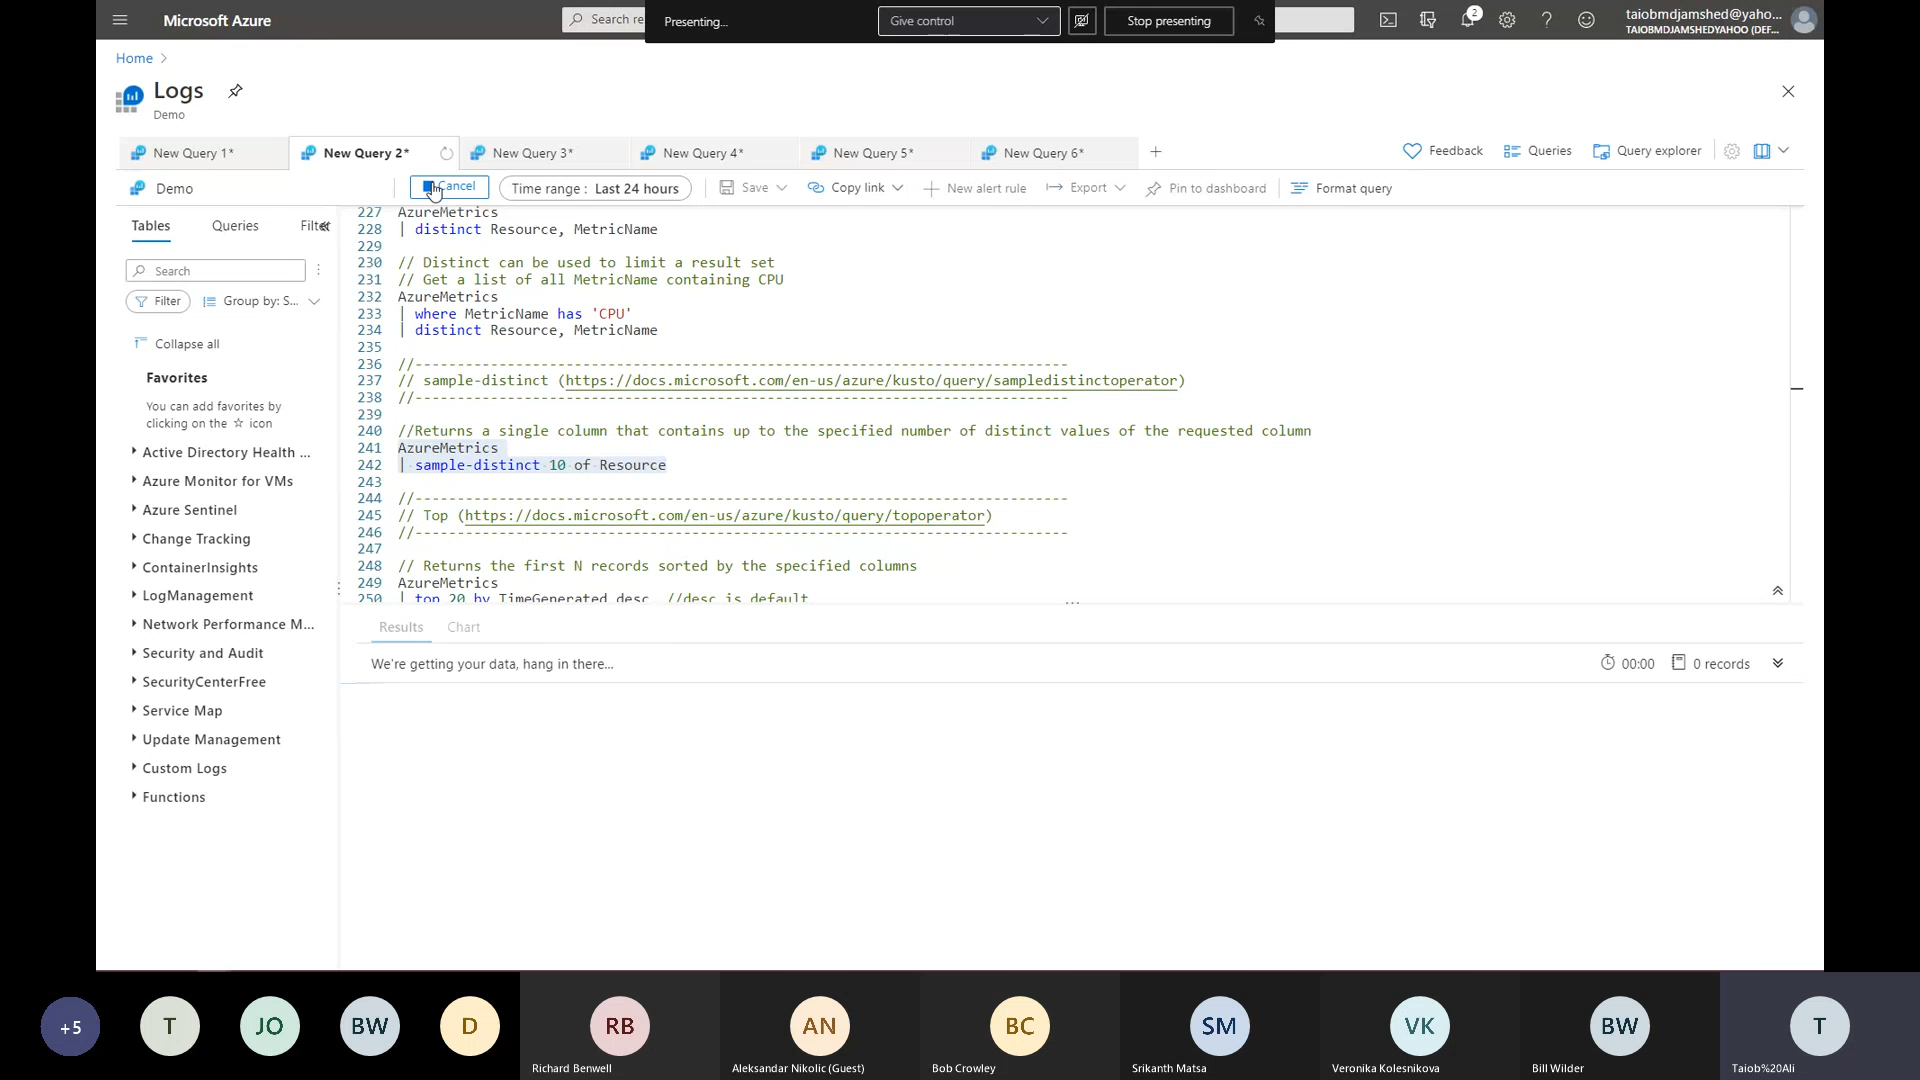 Microsoft Azure
Search re
Presenting...
Give control
Stop presenting
2
taiobmdjamshed@yaho...
TAIOBMDJAMSHEDYAHOO (DEF...
Home
Logs
Demo
New Query 1*
New Query 2*
New Query 3*
New Query 4*
New Query 5*
New Query 6*
Feedback
Queries
Query explorer
Demo
Cancel
Time range : Last 24 hours
Save
Copy link
New alert rule
Export
Pin to dashboard
Format query
Tables
Queries
Search
Filter
Group by: S...
Collapse all
Favorites
You can add favorites by
clicking on the ☆ icon
Active Directory Health ...
Azure Monitor for VMs
Azure Sentinel
Change Tracking
ContainerInsights
LogManagement
Network Performance M...
Security and Audit
SecurityCenterFree
Service Map
Update Management
Custom Logs
Functions
227 AzureMetrics
228 | distinct Resource, MetricName
229
230 // Distinct can be used to limit a result set
231 // Get a list of all MetricName containing CPU
232 AzureMetrics
233 | where MetricName has 'CPU'
234 | distinct Resource, MetricName
235
236 //------------------------------------------------------------------------------
237 // sample-distinct (https://docs.microsoft.com/en-us/azure/kusto/query/sampledistinctoperator)
238 //------------------------------------------------------------------------------
239
240 //Returns a single column that contains up to the specified number of distinct values of the requested column
241 AzureMetrics
242 | sample-distinct 10 of Resource
243
244 //------------------------------------------------------------------------------
245 // Top (https://docs.microsoft.com/en-us/azure/kusto/query/topoperator)
246 //------------------------------------------------------------------------------
247
248 // Returns the first N records sorted by the specified columns
249 AzureMetrics
250 | top 20 by TimeGenerated desc //desc is default
Results
Chart
We're getting your data, hang in there...
00:00
0 records
+5
T
JO
BW
D
RB
AN
BC
SM
VK
BW
T
Richard Benwell
Aleksandar Nikolic (Guest)
Bob Crowley
Srikanth Matsa
Veronika Kolesnikova
Bill Wilder
Taiob%20Ali